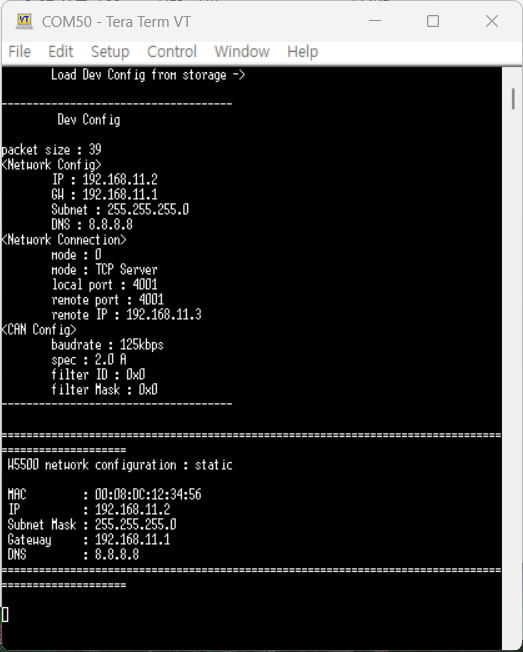 COM50 - Tera Term VT
File Edit Setup Control Window Help
Load Dev Config from storage ->
------------------------------------
Dev Config
packet size : 39
<Network Config>
IP : 192.168.11.2
GW : 192.168.11.1
Subnet : 255.255.255.0
DNS : 8.8.8.8
<Network Connection>
mode : 0
mode : TCP Server
local port : 4001
remote port : 4001
remote IP : 192.168.11.3
<CAN Config>
baudrate : 125kbps
spec : 2.0 A
filter ID : 0x0
filter Mask : 0x0
------------------------------------
================================================================================
====================
W5500 network configuration : static
MAC : 00:08:DC:12:34:56
IP : 192.168.11.2
Subnet Mask : 255.255.255.0
Gateway : 192.168.11.1
DNS : 8.8.8.8
================================================================================
====================